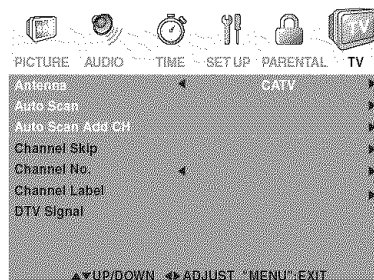 PICTURE AUDIO TIME SETUP PARENTAL TV
Antenna ◀ CATV ▶
Auto Scan ▶
Auto Scan Add CH ▶
Channel Skip ▶
Channel No. ◀ ▶
Channel Label ▶
DTV Signal
▲▼UP/DOWN ◀▶ADJUST "MENU":EXIT